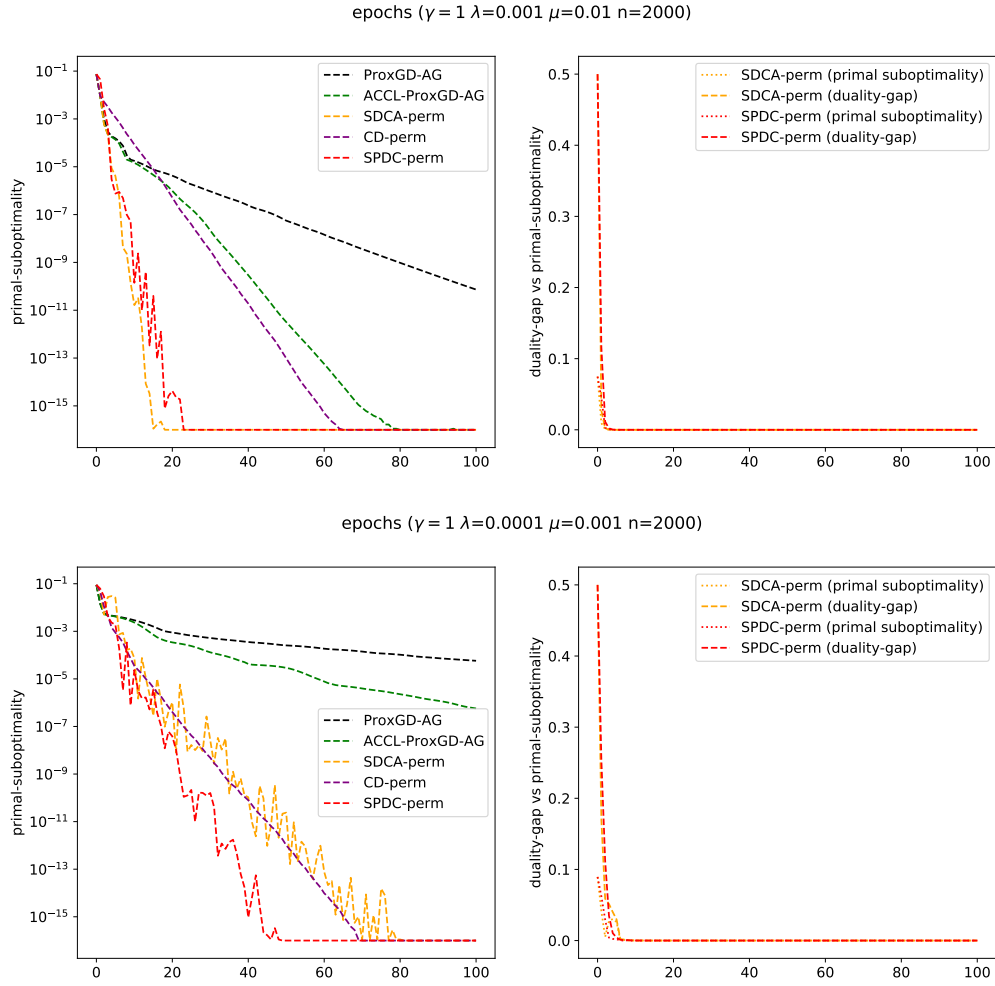 epochs (γ = 1 λ=0.001 μ=0.01 n=2000)
primal-suboptimality
10⁻¹
10⁻³
10⁻⁵
10⁻⁷
10⁻⁹
10⁻¹¹
10⁻¹³
10⁻¹⁵
ProxGD-AG
ACCL-ProxGD-AG
SDCA-perm
CD-perm
SPDC-perm
0 20 40 60 80 100
duality-gap vs primal-suboptimality
0.5
0.4
0.3
0.2
0.1
0.0
SDCA-perm (primal suboptimality)
SDCA-perm (duality-gap)
SPDC-perm (primal suboptimality)
SPDC-perm (duality-gap)
0 20 40 60 80 100
epochs (γ = 1 λ=0.0001 μ=0.001 n=2000)
primal-suboptimality
10⁻¹
10⁻³
10⁻⁵
10⁻⁷
10⁻⁹
10⁻¹¹
10⁻¹³
10⁻¹⁵
ProxGD-AG
ACCL-ProxGD-AG
SDCA-perm
CD-perm
SPDC-perm
0 20 40 60 80 100
duality-gap vs primal-suboptimality
0.5
0.4
0.3
0.2
0.1
0.0
SDCA-perm (primal suboptimality)
SDCA-perm (duality-gap)
SPDC-perm (primal suboptimality)
SPDC-perm (duality-gap)
0 20 40 60 80 100